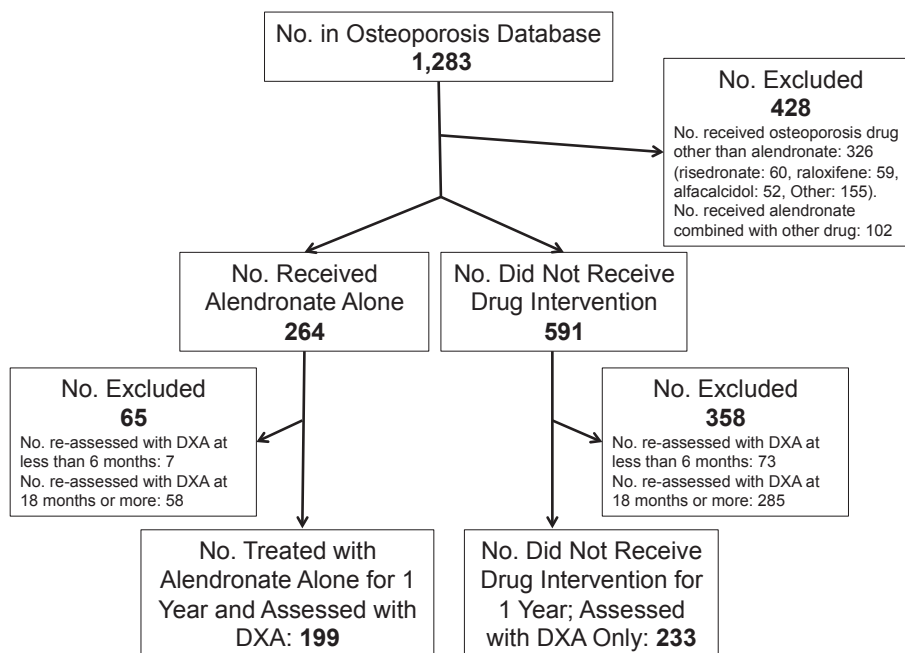 No. in Osteoporosis Database
1,283
No. Excluded
428
No. received osteoporosis drug
other than alendronate: 326
(risedronate: 60, raloxifene: 59,
alfacalcidol: 52, Other: 155).
No. received alendronate
combined with other drug: 102
No. Received
Alendronate Alone
264
No. Did Not Receive
Drug Intervention
591
No. Excluded
65
No. re-assessed with DXA at
less than 6 months: 7
No. re-assessed with DXA at
18 months or more: 58
No. Excluded
358
No. re-assessed with DXA at
less than 6 months: 73
No. re-assessed with DXA at
18 months or more: 285
No. Treated with
Alendronate Alone for 1
Year and Assessed with
DXA: 199
No. Did Not Receive
Drug Intervention for
1 Year; Assessed
with DXA Only: 233